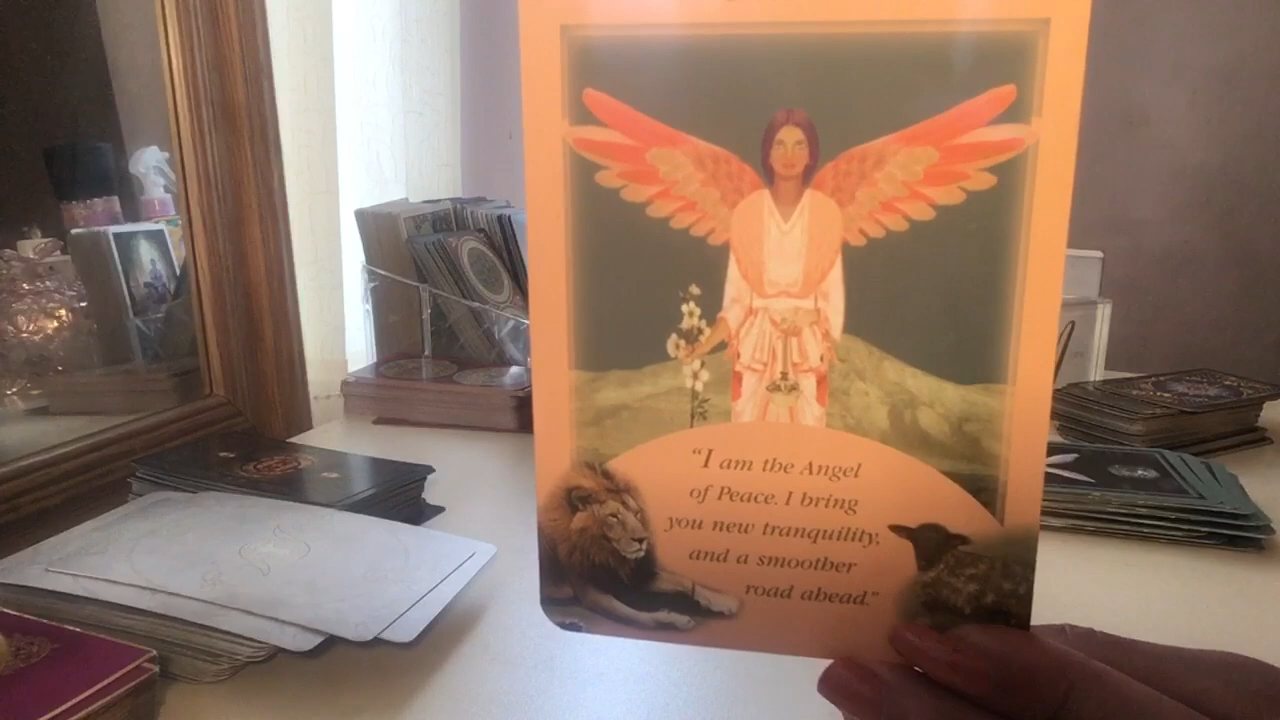 "I am the Angel
of Peace. I bring
you new tranquility,
and a smoother
road ahead."